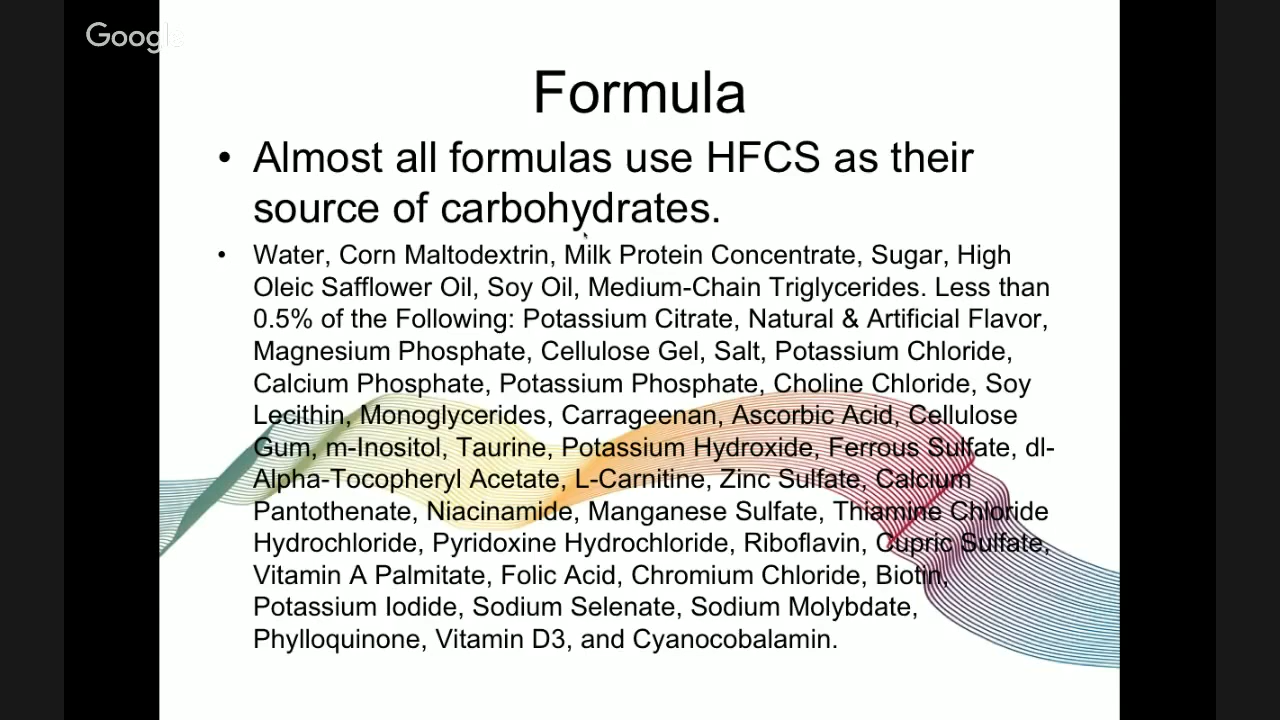 Google
Formula
• Almost all formulas use HFCS as their
source of carbohydrates.
• Water, Corn Maltodextrin, Milk Protein Concentrate, Sugar, High
Oleic Safflower Oil, Soy Oil, Medium-Chain Triglycerides. Less than
0.5% of the Following: Potassium Citrate, Natural & Artificial Flavor,
Magnesium Phosphate, Cellulose Gel, Salt, Potassium Chloride,
Calcium Phosphate, Potassium Phosphate, Choline Chloride, Soy
Lecithin, Monoglycerides, Carrageenan, Ascorbic Acid, Cellulose
Gum, m-Inositol, Taurine, Potassium Hydroxide, Ferrous Sulfate, dl-
Alpha-Tocopheryl Acetate, L-Carnitine, Zinc Sulfate, Calcium
Pantothenate, Niacinamide, Manganese Sulfate, Thiamine Chloride
Hydrochloride, Pyridoxine Hydrochloride, Riboflavin, Cupric Sulfate,
Vitamin A Palmitate, Folic Acid, Chromium Chloride, Biotin,
Potassium Iodide, Sodium Selenate, Sodium Molybdate,
Phylloquinone, Vitamin D3, and Cyanocobalamin.